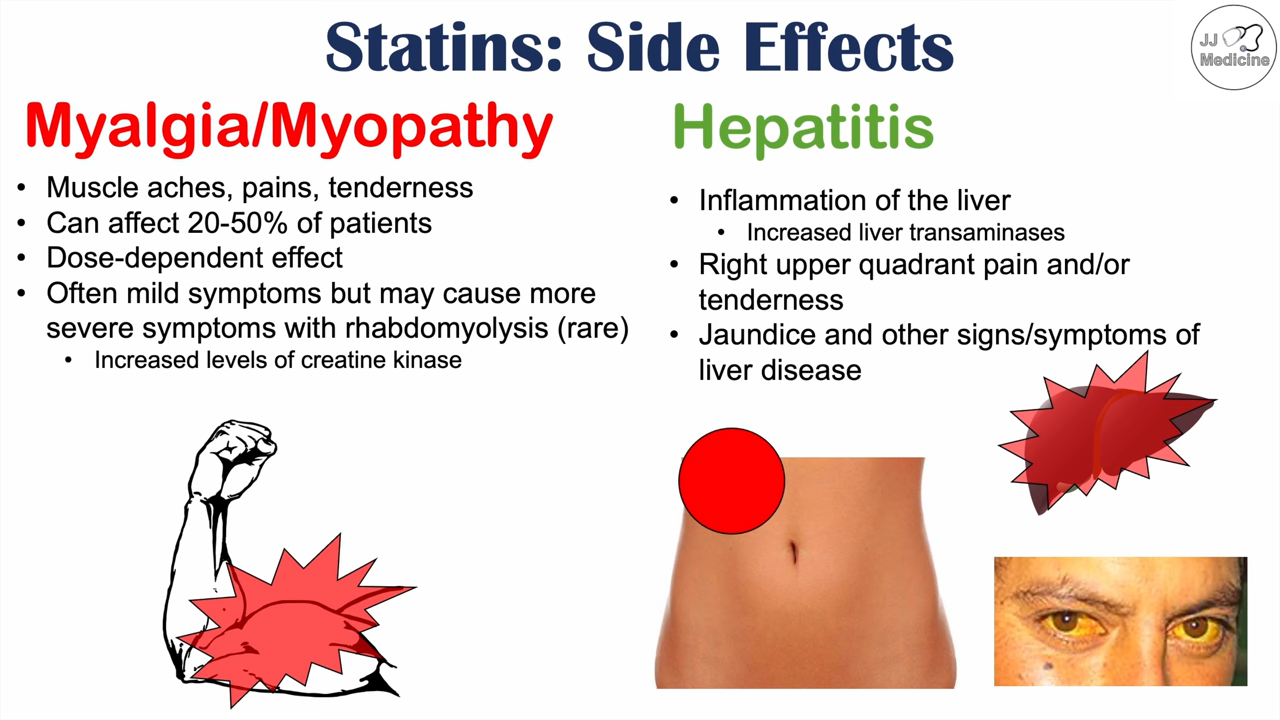 Statins: Side Effects
JJ
Medicine
Myalgia/Myopathy
• Muscle aches, pains, tenderness
• Can affect 20-50% of patients
• Dose-dependent effect
• Often mild symptoms but may cause more
severe symptoms with rhabdomyolysis (rare)
• Increased levels of creatine kinase
Hepatitis
• Inflammation of the liver
• Increased liver transaminases
• Right upper quadrant pain and/or
tenderness
• Jaundice and other signs/symptoms of
liver disease